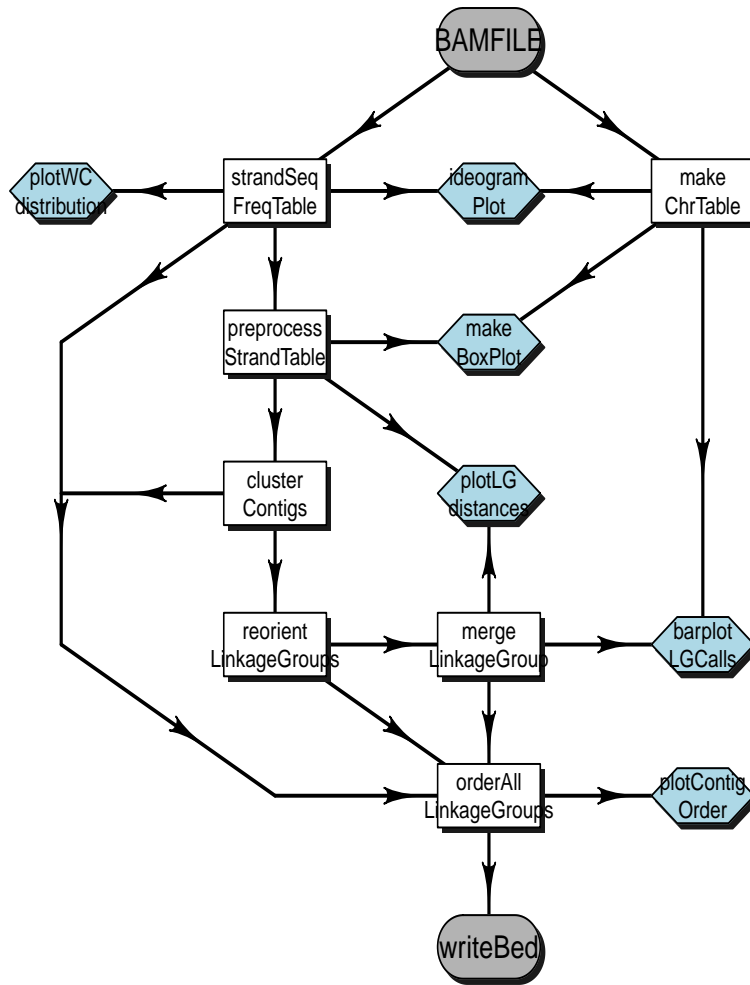 BAMFILE
plotWC
distribution
strandSeq
FreqTable
ideogram
Plot
make
ChrTable
preprocess
StrandTable
make
BoxPlot
cluster
Contigs
plotLG
distances
reorient
LinkageGroups
merge
LinkageGroup
barplot
LGCalls
orderAll
LinkageGroups
plotContig
Order
writeBed